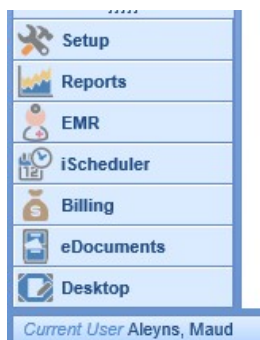 Setup
Reports
EMR
iScheduler
Billing
eDocuments
Desktop
Current User Aleyns, Maud